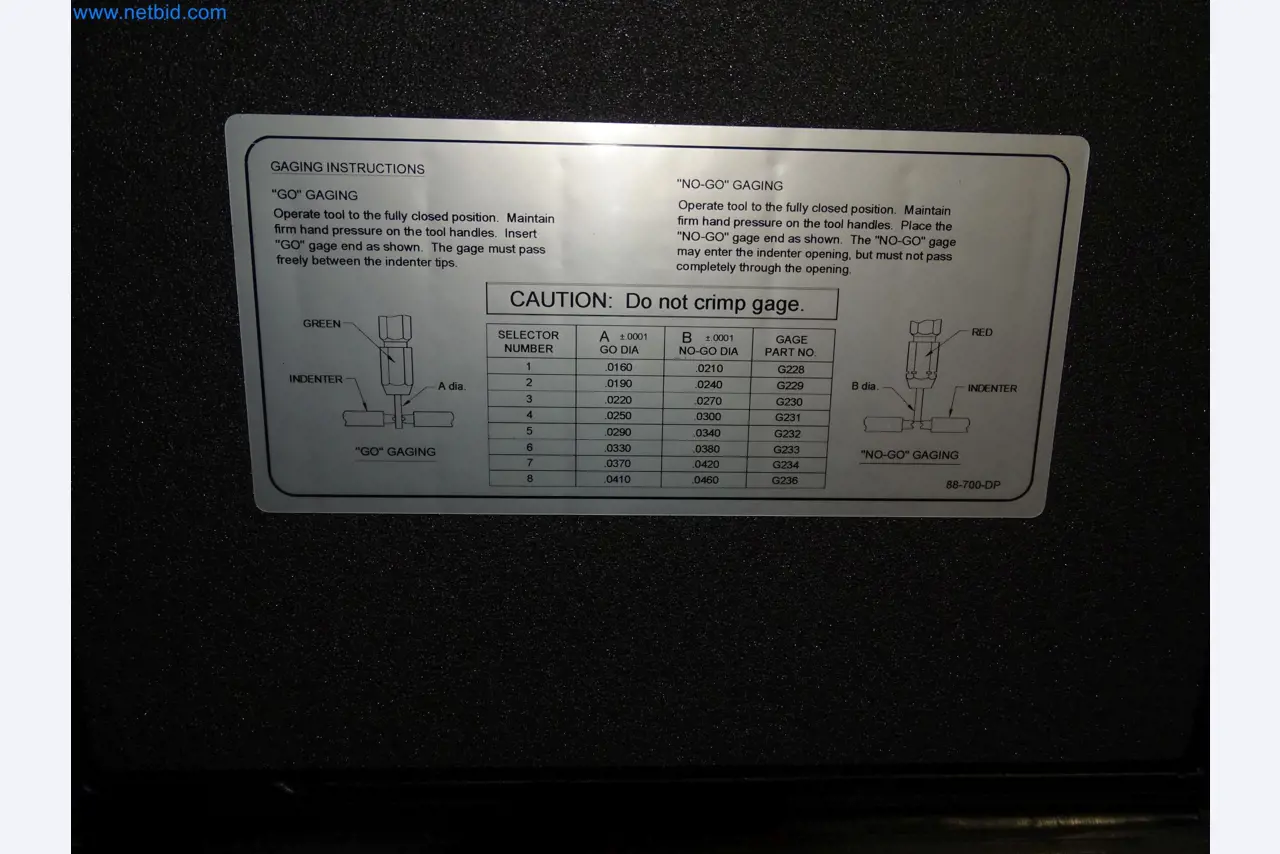 www.netbid.com
GAGING INSTRUCTIONS
"GO" GAGING
Operate tool to the fully closed position. Maintain
firm hand pressure on the tool handles. Insert
"GO" gage end as shown. The gage must pass
freely between the indenter tips.
"NO-GO" GAGING
Operate tool to the fully closed position. Maintain
firm hand pressure on the tool handles. Place the
"NO-GO" gage end as shown. The "NO-GO" gage
may enter the indenter opening, but must not pass
completely through the opening.
CAUTION: Do not crimp gage.
GREEN
INDENTER
A dia.
"GO" GAGING
SELECTOR NUMBER A ±.0001 GO DIA B ±.0001 NO-GO DIA GAGE PART NO.
1 .0160 .0210 G228
2 .0190 .0240 G229
3 .0220 .0270 G230
4 .0250 .0300 G231
5 .0290 .0340 G232
6 .0330 .0380 G233
7 .0370 .0420 G234
8 .0410 .0460 G236
RED
B dia.
INDENTER
"NO-GO" GAGING
88-700-DP